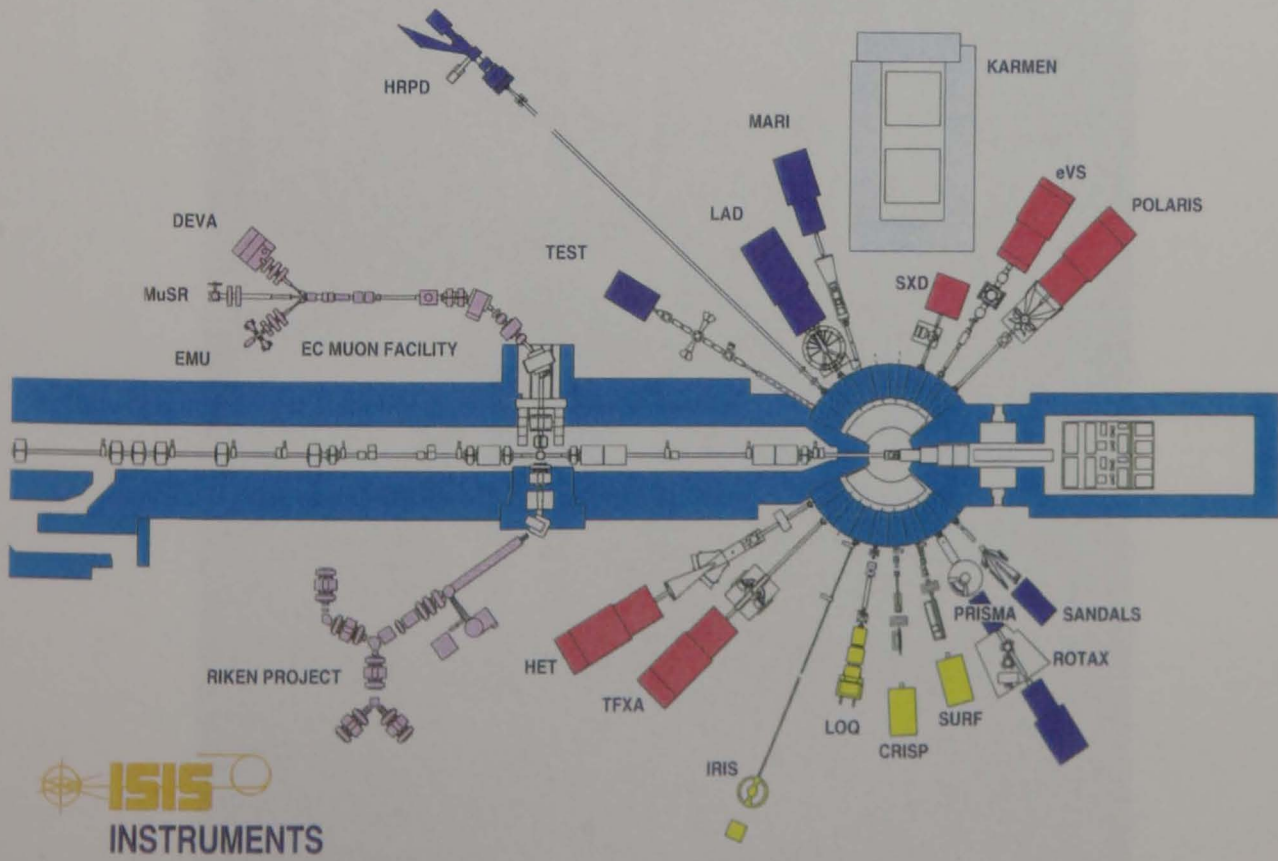 HRPD
KARMEN
MARI
eVS
POLARIS
LAD
DEVA
TEST
SXD
MuSR
EMU
EC MUON FACILITY
PRISMA
SANDALS
HET
ROTAX
RIKEN PROJECT
TFXA
LOQ
SURF
CRISP
IRIS
ISIS
INSTRUMENTS